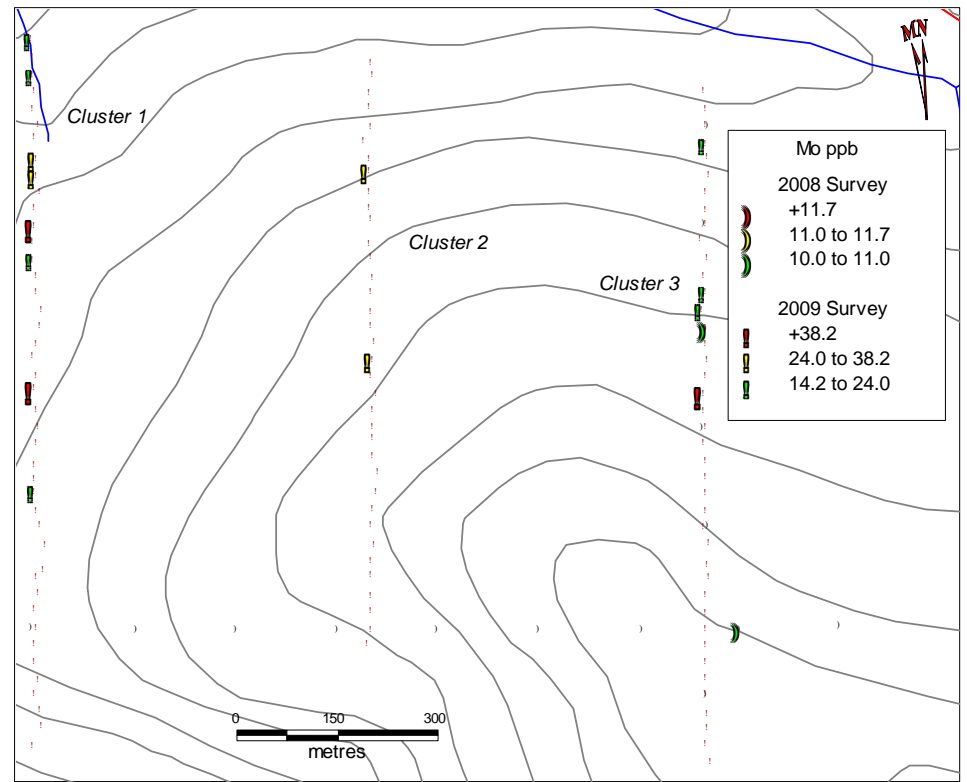 MN
Cluster 1
Mo ppb
2008 Survey
+11.7
11.0 to 11.7
10.0 to 11.0
Cluster 2
Cluster 3
2009 Survey
+38.2
24.0 to 38.2
14.2 to 24.0
0 150 300
metres